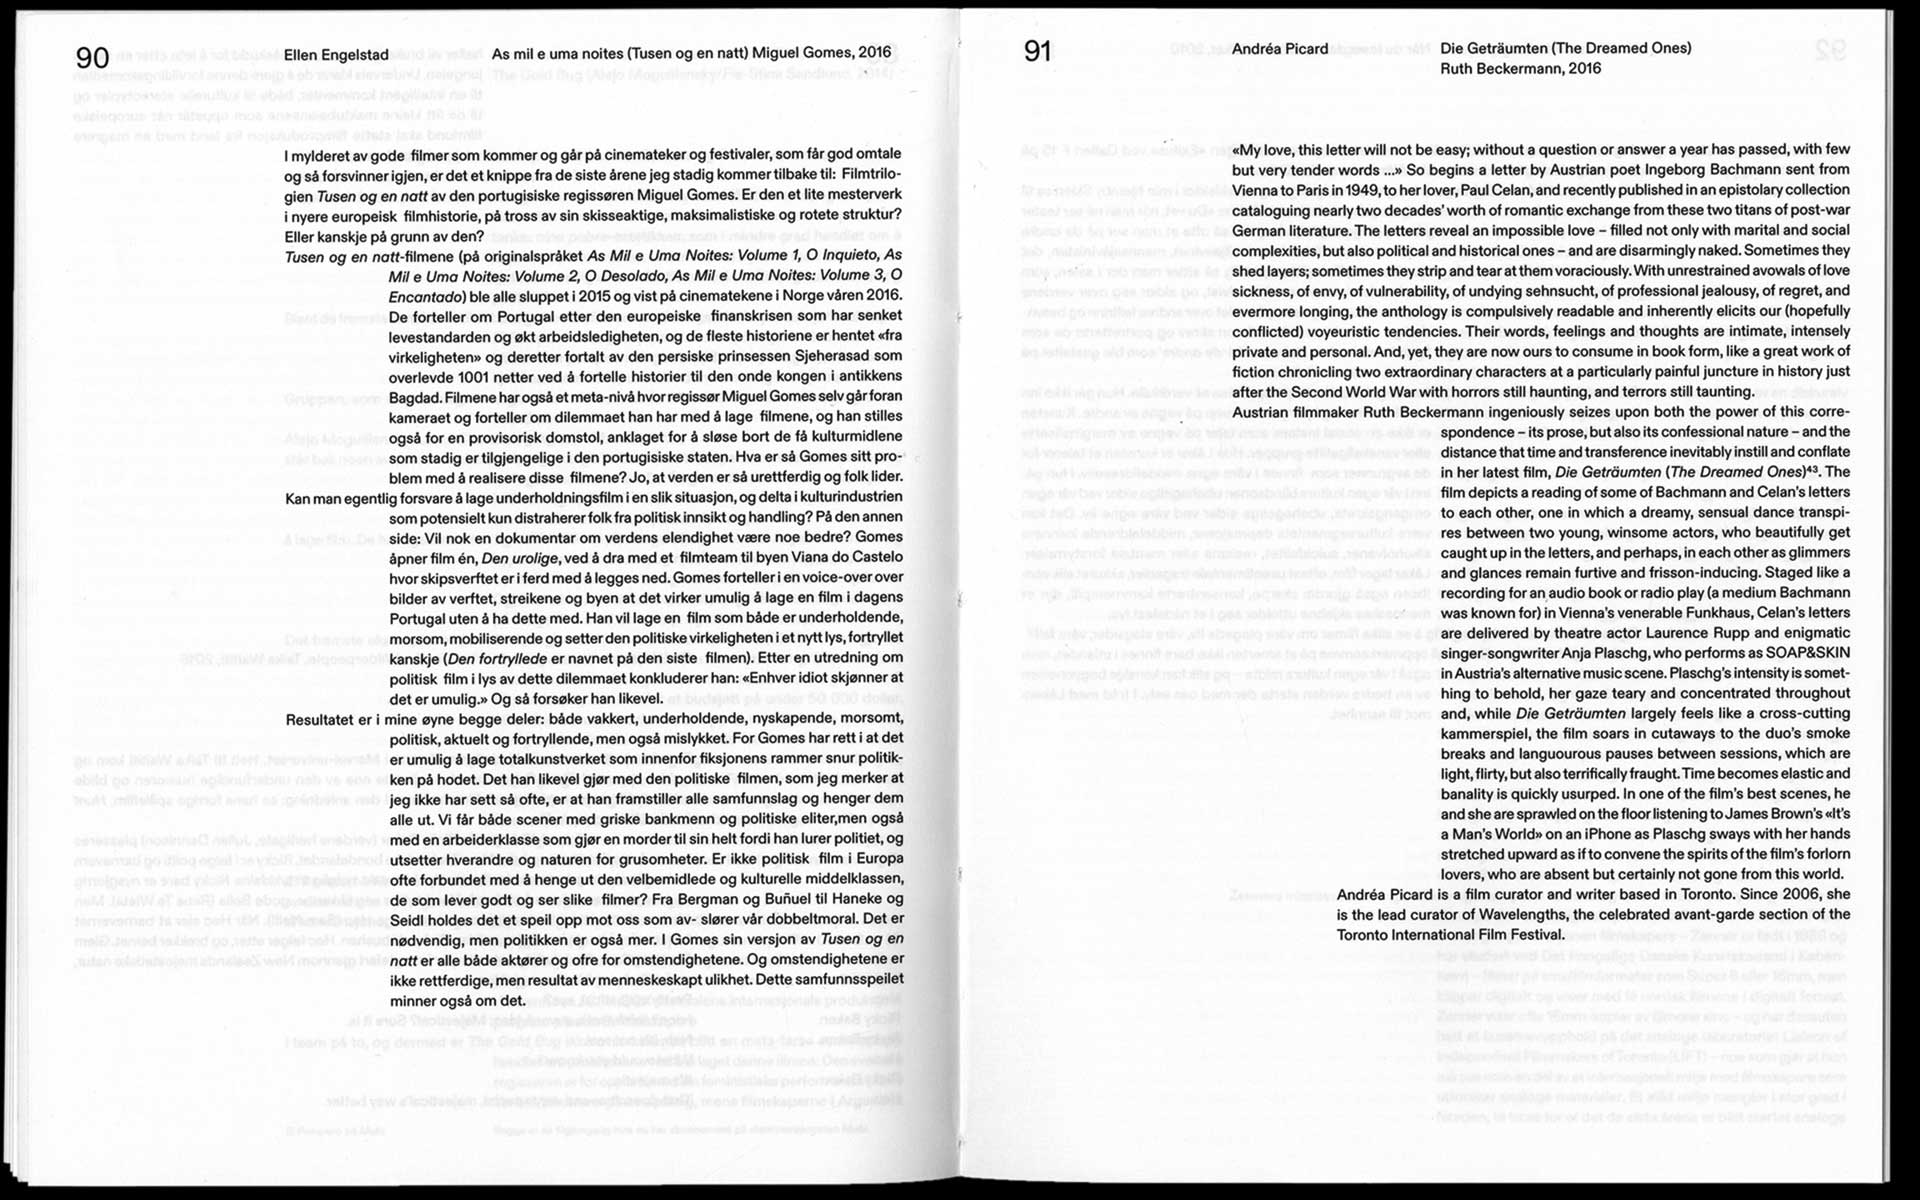 90
Ellen Engelstad
As mil e uma noites (Tusen og en natt) Miguel Gomes, 2016
I mylderet av gode filmer som kommer og går på cinemateker og festivaler, som får god omtale
og så forsvinner igjen, er det et knippe fra de siste årene jeg stadig kommer tilbake til: Filmtrilo-
gien Tusen og en natt av den portugisiske regissøren Miguel Gomes. Er den et lite mesterverk
i nyere europeisk filmhistorie, på tross av sin skisseaktige, maksimalistiske og rotete struktur?
Eller kanskje på grunn av den?
Tusen og en natt-filmene (på originalspråket As Mil e Uma Noites: Volume 1, O Inquieto, As
Mil e Uma Noites: Volume 2, O Desolado, As Mil e Uma Noites: Volume 3, O
Encantado) ble alle sluppet i 2015 og vist på cinematekene i Norge våren 2016.
De forteller om Portugal etter den europeiske finanskrisen som har senket
levestandarden og økt arbeidsledigheten, og de fleste historiene er hentet «fra
virkeligheten» og deretter fortalt av den persiske prinsessen Sjeherasad som
overlevde 1001 netter ved å fortelle historier til den onde kongen i antikkens
Bagdad. Filmene har også et meta-nivå hvor regissør Miguel Gomes selv går foran
kameraet og forteller om dilemmaet han har med å lage filmene, og han stilles
også for en provisorisk domstol, anklaget for å sløse bort de få kulturmidlene
som stadig er tilgjengelige i den portugisiske staten. Hva er så Gomes sitt pro-
blem med å realisere disse filmene? Jo, at verden er så urettferdig og folk lider.
Kan man egentlig forsvare å lage underholdningsfilm i en slik situasjon, og delta i kulturindustrien
som potensielt kun distraherer folk fra politisk innsikt og handling? På den annen
side: Vil nok en dokumentar om verdens elendighet være noe bedre? Gomes
åpner film én, Den urolige, ved å dra med et filmteam til byen Viana do Castelo
hvor skipsverftet er i ferd med å legges ned. Gomes forteller i en voice-over over
bilder av verftet, streikene og byen at det virker umulig å lage en film i dagens
Portugal uten å ha dette med. Han vil lage en film som både er underholdende,
morsom, mobiliserende og setter den politiske virkeligheten i et nytt lys, fortryllet
kanskje (Den fortryllede er navnet på den siste filmen). Etter en utredning om
politisk film i lys av dette dilemmaet konkluderer han: «Enhver idiot skjønner at
det er umulig.» Og så forsøker han likevel.
Resultatet er i mine øyne begge deler: både vakkert, underholdende, nyskapende, morsomt,
politisk, aktuelt og fortryllende, men også mislykket. For Gomes har rett i at det
er umulig å lage totalkunstverket som innenfor fiksjonens rammer snur politik-
ken på hodet. Det han likevel gjør med den politiske filmen, som jeg merker at
jeg ikke har sett så ofte, er at han framstiller alle samfunnslag og henger dem
alle ut. Vi får både scener med griske bankmenn og politiske eliter,men også
med en arbeiderklasse som gjør en morder til sin helt fordi han lurer politiet, og
utsetter hverandre og naturen for grusomheter. Er ikke politisk film i Europa
ofte forbundet med å henge ut den velbemidlede og kulturelle middelklassen,
de som lever godt og ser slike filmer? Fra Bergman og Buñuel til Haneke og
Seidl holdes det et speil opp mot oss som av- slører vår dobbeltmoral. Det er
nødvendig, men politikken er også mer. I Gomes sin versjon av Tusen og en
natt er alle både aktører og ofre for omstendighetene. Og omstendighetene er
ikke rettferdige, men resultat av menneskeskapt ulikhet. Dette samfunnsspeilet
minner også om det.
91
Andréa Picard
Die Geträumten (The Dreamed Ones)
Ruth Beckermann, 2016
«My love, this letter will not be easy; without a question or answer a year has passed, with few
but very tender words ...» So begins a letter by Austrian poet Ingeborg Bachmann sent from
Vienna to Paris in 1949, to her lover, Paul Celan, and recently published in an epistolary collection
cataloguing nearly two decades' worth of romantic exchange from these two titans of post-war
German literature. The letters reveal an impossible love – filled not only with marital and social
complexities, but also political and historical ones – and are disarmingly naked. Sometimes they
shed layers; sometimes they strip and tear at them voraciously. With unrestrained avowals of love
sickness, of envy, of vulnerability, of undying sehnsucht, of professional jealousy, of regret, and
evermore longing, the anthology is compulsively readable and inherently elicits our (hopefully
conflicted) voyeuristic tendencies. Their words, feelings and thoughts are intimate, intensely
private and personal. And, yet, they are now ours to consume in book form, like a great work of
fiction chronicling two extraordinary characters at a particularly painful juncture in history just
after the Second World War with horrors still haunting, and terrors still taunting.
Austrian filmmaker Ruth Beckermann ingeniously seizes upon both the power of this corre-
spondence – its prose, but also its confessional nature – and the
distance that time and transference inevitably instill and conflate
in her latest film, Die Geträumten (The Dreamed Ones)⁴³. The
film depicts a reading of some of Bachmann and Celan's letters
to each other, one in which a dreamy, sensual dance transpi-
res between two young, winsome actors, who beautifully get
caught up in the letters, and perhaps, in each other as glimmers
and glances remain furtive and frisson-inducing. Staged like a
recording for an audio book or radio play (a medium Bachmann
was known for) in Vienna's venerable Funkhaus, Celan's letters
are delivered by theatre actor Laurence Rupp and enigmatic
singer-songwriter Anja Plaschg, who performs as SOAP&SKIN
in Austria's alternative music scene. Plaschg's intensity is somet-
hing to behold, her gaze teary and concentrated throughout
and, while Die Geträumten largely feels like a cross-cutting
kammerspiel, the film soars in cutaways to the duo's smoke
breaks and languourous pauses between sessions, which are
light, flirty, but also terrifically fraught. Time becomes elastic and
banality is quickly usurped. In one of the film's best scenes, he
and she are sprawled on the floor listening to James Brown's «It's
a Man's World» on an iPhone as Plaschg sways with her hands
stretched upward as if to convene the spirits of the film's forlorn
lovers, who are absent but certainly not gone from this world.
Andréa Picard is a film curator and writer based in Toronto. Since 2006, she
is the lead curator of Wavelengths, the celebrated avant-garde section of the
Toronto International Film Festival.